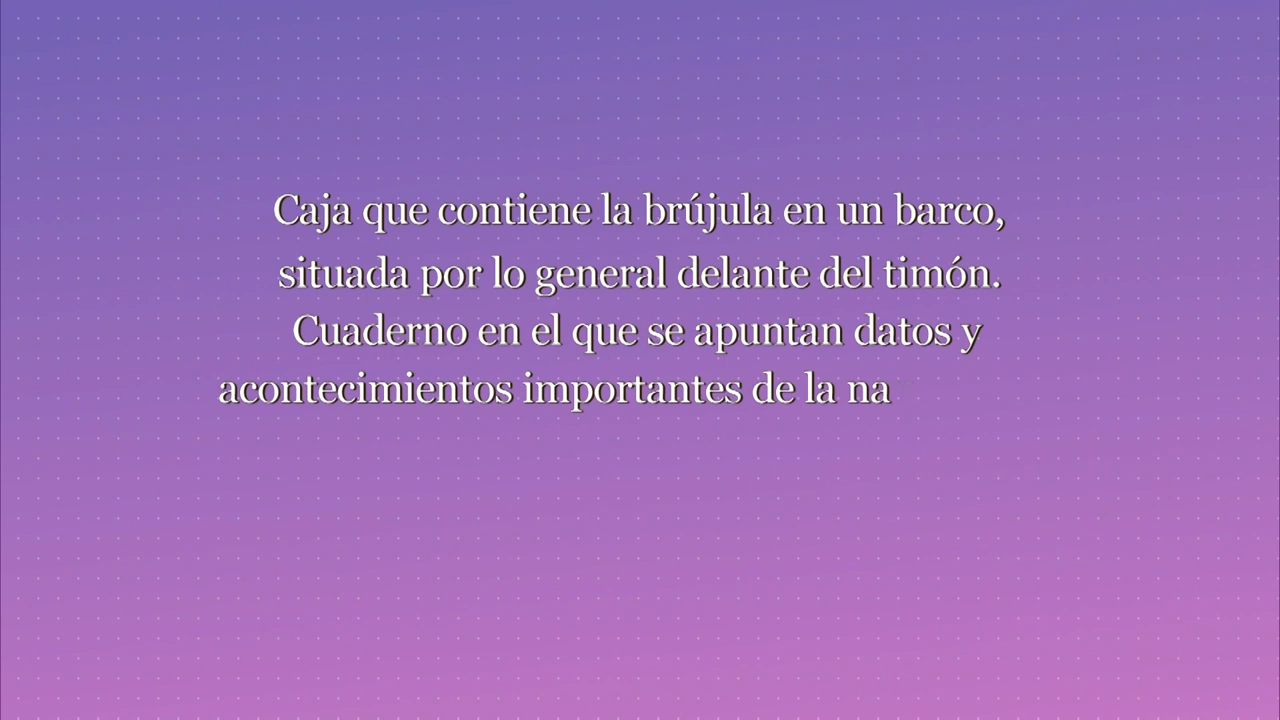 Caja que contiene la brújula en un barco,
situada por lo general delante del timón.
Cuaderno en el que se apuntan datos y
acontecimientos importantes de la na